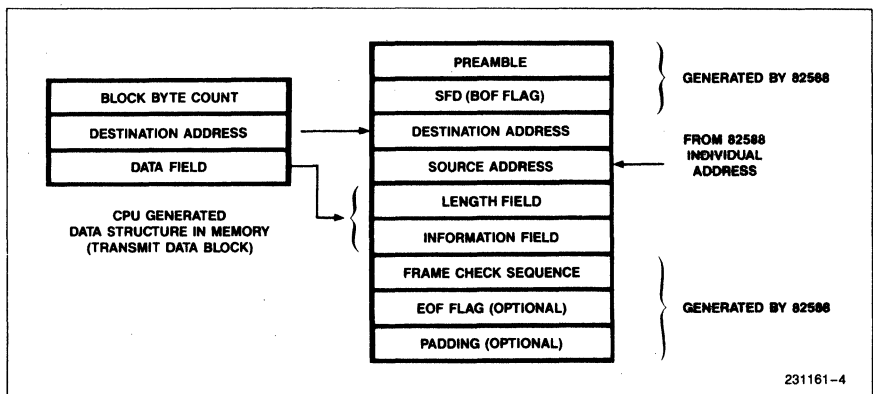 BLOCK BYTE COUNT
DESTINATION ADDRESS
DATA FIELD
CPU GENERATED
DATA STRUCTURE IN MEMORY
(TRANSMIT DATA BLOCK)
PREAMBLE
SFD (BOF FLAG)
DESTINATION ADDRESS
SOURCE ADDRESS
LENGTH FIELD
INFORMATION FIELD
FRAME CHECK SEQUENCE
EOF FLAG (OPTIONAL)
PADDING (OPTIONAL)
GENERATED BY 82588
FROM 82588
INDIVIDUAL
ADDRESS
GENERATED BY 82586
231161-4